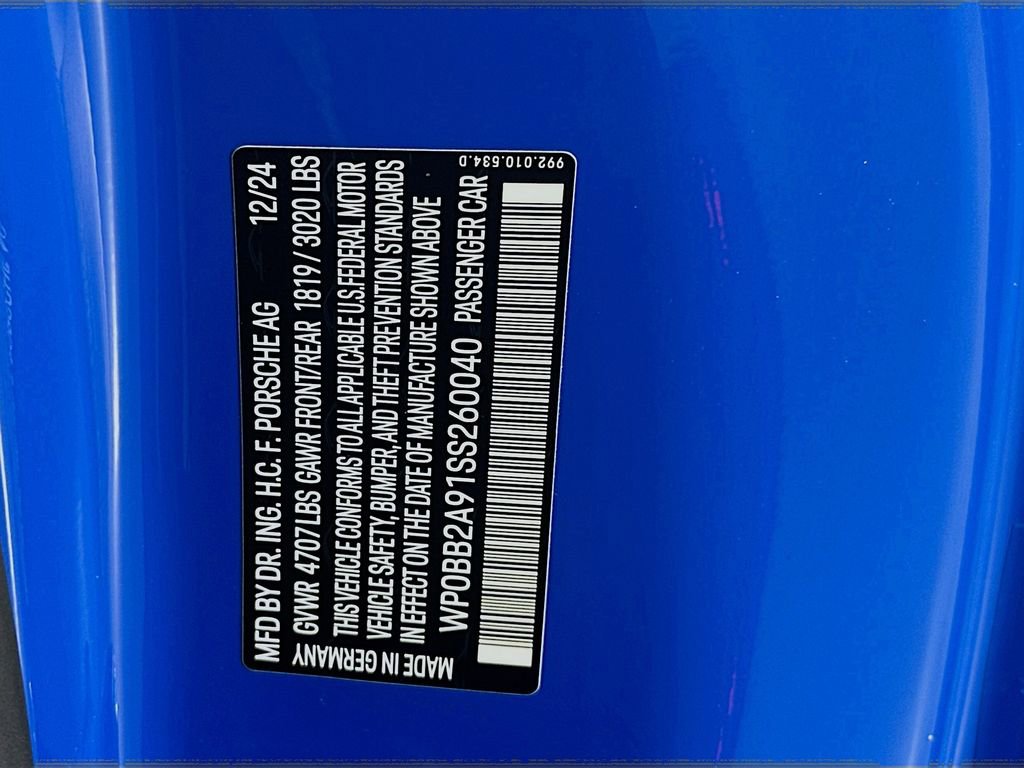 MFD BY DR. ING. H.C. F. PORSCHE AG 12/24
GVWR 4707 LBS GAWR FRONT/REAR 1819 / 3020 LBS
THIS VEHICLE CONFORMS TO ALL APPLICABLE U.S. FEDERAL MOTOR
VEHICLE SAFETY, BUMPER, AND THEFT PREVENTION STANDARDS
IN EFFECT ON THE DATE OF MANUFACTURE SHOWN ABOVE
WP0BB2A91SS260040 PASSENGER CAR
MADE IN GERMANY
992.010.534.D